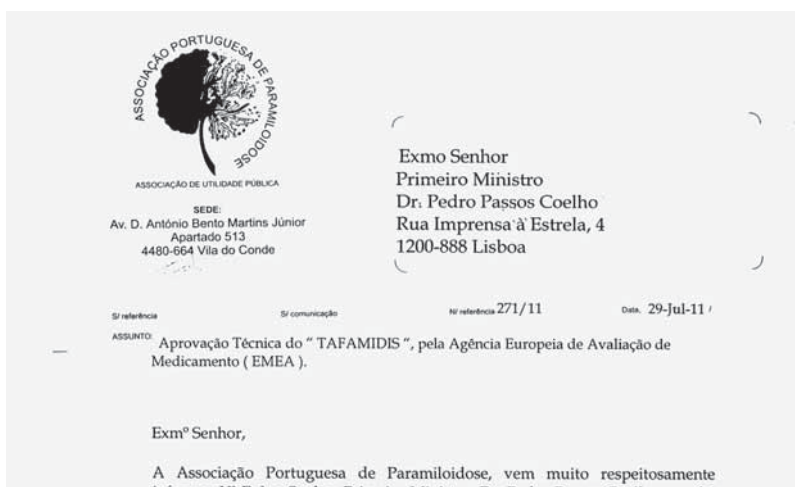 ASSOCIAÇÃO PORTUGUESA DE PARAMILOIDOSE
ASSOCIAÇÃO DE UTILIDADE PÚBLICA
SEDE:
Av. D. António Bento Martins Júnior
Apartado 513
4480-664 Vila do Conde
Exmo Senhor
Primeiro Ministro
Dr. Pedro Passos Coelho
Rua Imprensa à Estrela, 4
1200-888 Lisboa
S/ referência S/ comunicação N/ referência 271/11 Data. 29-Jul-11
ASSUNTO: Aprovação Técnica do “ TAFAMIDIS “, pela Agência Europeia de Avaliação de
Medicamento ( EMEA ).
Exmº Senhor,
A Associação Portuguesa de Paramiloidose, vem muito respeitosamente